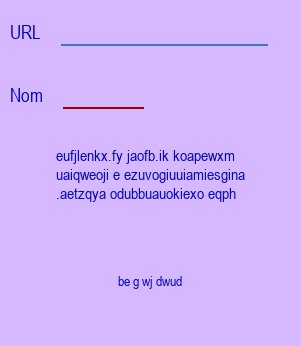 URL
Nom
eufjlenkx.fy jaofb.ik koapewxm
uaiqweoji e ezuvogiuuiamiesgina
.aetzqya odubbuauokiexo eqph
be g wj dwud